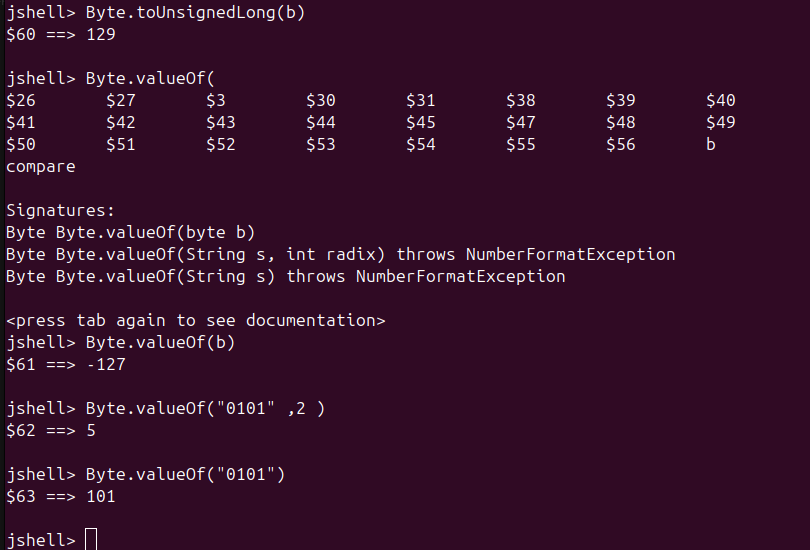 jshell> Byte.toUnsignedLong(b)
$60 ==> 129
jshell> Byte.valueOf(
$26 $27 $3 $30 $31 $38 $39 $40
$41 $42 $43 $44 $45 $47 $48 $49
$50 $51 $52 $53 $54 $55 $56 b
compare
Signatures:
Byte Byte.valueOf(byte b)
Byte Byte.valueOf(String s, int radix) throws NumberFormatException
Byte Byte.valueOf(String s) throws NumberFormatException
<press tab again to see documentation>
jshell> Byte.valueOf(b)
$61 ==> -127
jshell> Byte.valueOf("0101" ,2 )
$62 ==> 5
jshell> Byte.valueOf("0101")
$63 ==> 101
jshell>